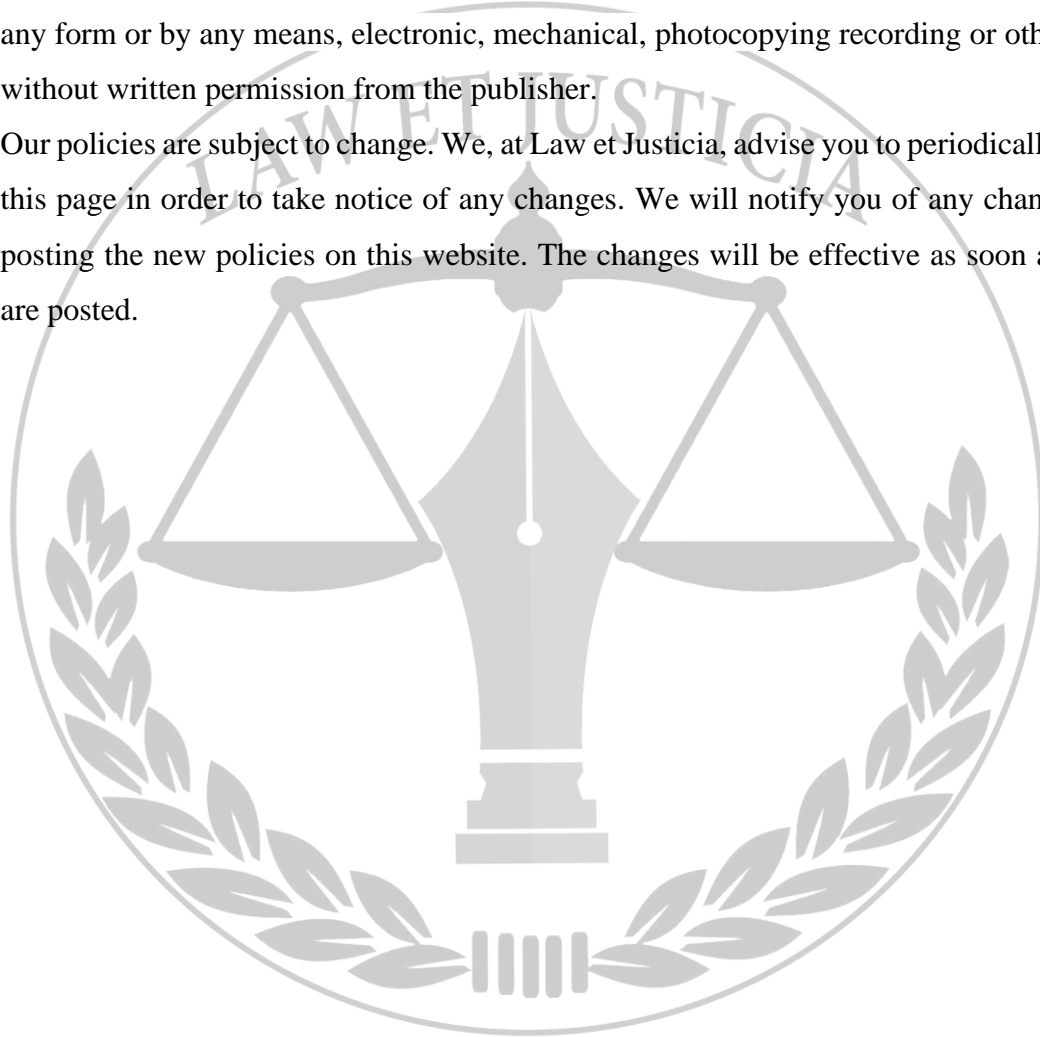 any form or by any means, electronic, mechanical, photocopying recording or oth
without written permission from the publisher.
LAW ET JUSTICIA
Our policies are subject to change. We, at Law et Justicia, advise you to periodicall
this page in order to take notice of any changes. We will notify you of any chan
posting the new policies on this website. The changes will be effective as soon a
are posted.